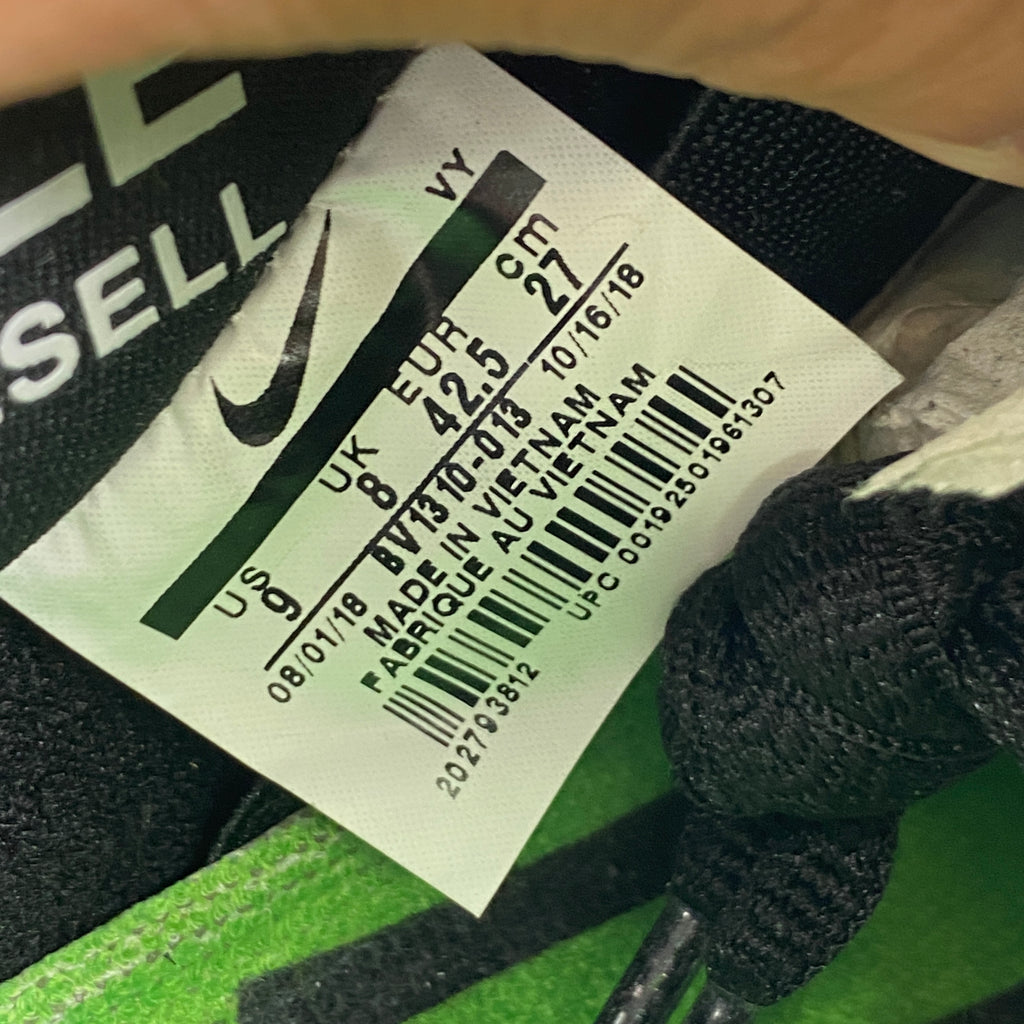 LE
SELL
VY
US UK EUR cm
9 8 42.5 27
08/01/18 BV1310-013 10/16/18
MADE IN VIETNAM
FABRIQUE AU VIETNAM
202793812 UPC 00192501961307